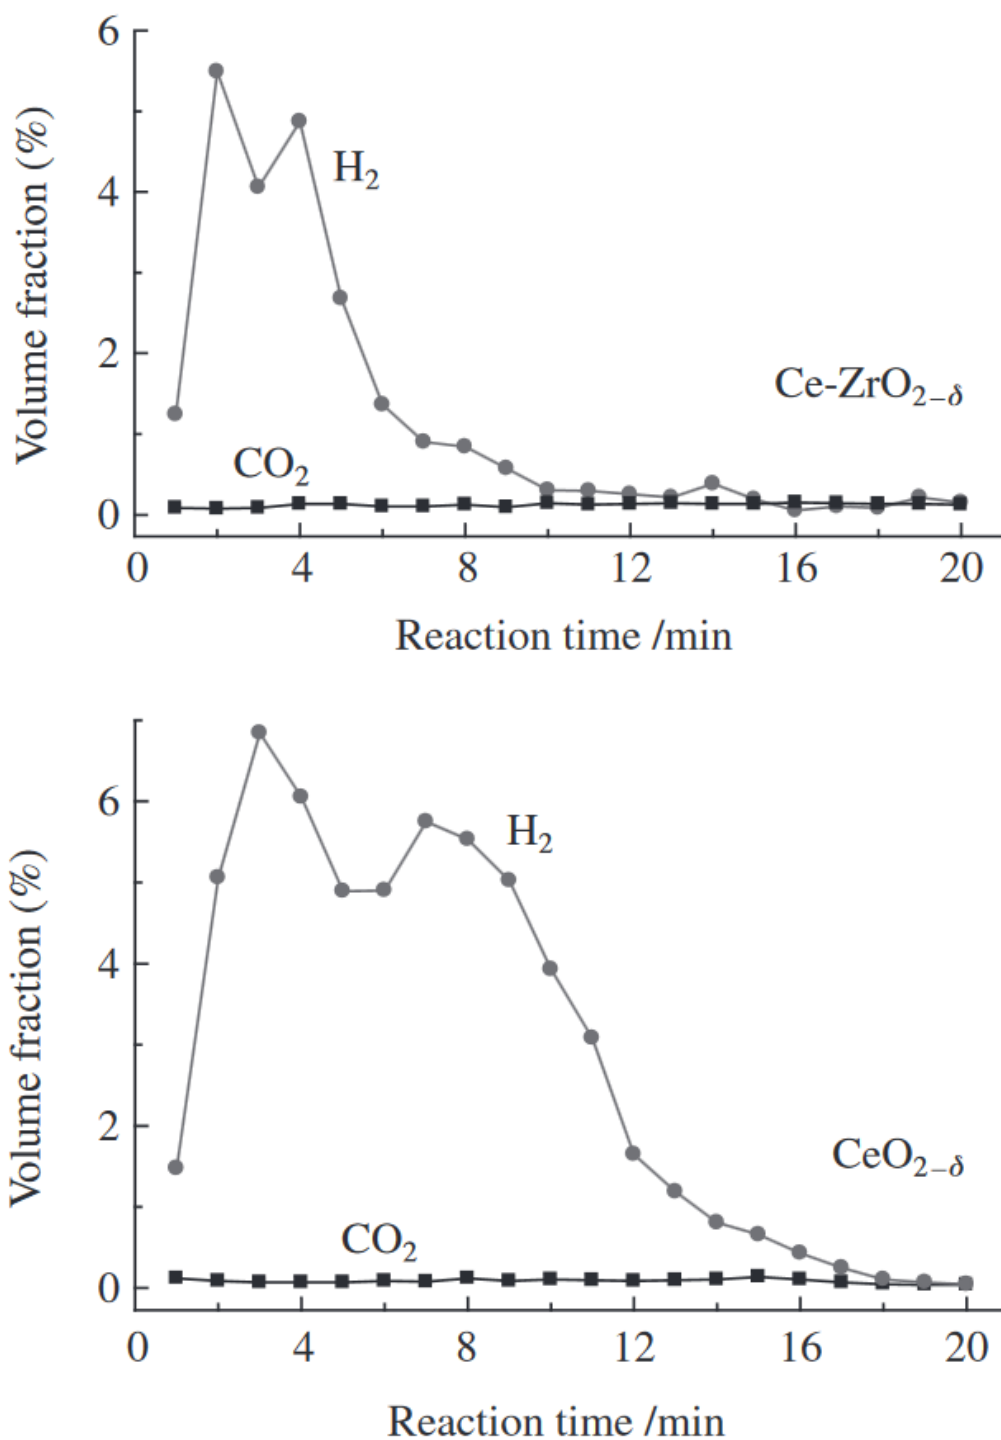 6
4
2
0
Volume fraction (%)
H₂
CO₂
Ce-ZrO₂₋δ
0 4 8 12 16 20
Reaction time /min
6
4
2
0
Volume fraction (%)
H₂
CO₂
CeO₂₋δ
0 4 8 12 16 20
Reaction time /min